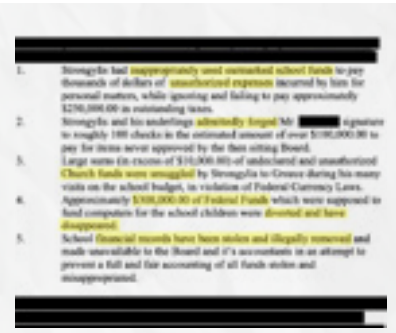 1. Strongylis had inappropriately used earmarked school funds to pay
thousands of dollars of unauthorized expenses incurred by him for
personal matters, while ignoring and failing to pay approximately
$250,000.00 in outstanding taxes.
2. Strongylis and his underlings admittedly forged Mr. signature
to roughly 100 checks in the estimated amount of over $100,000.00 to
pay for items never approved by the then sitting Board.
3. Large sums (in excess of $10,000.00) of undeclared and unauthorized
Church funds were smuggled by Strongylis to Greece during his many
visits on the school budget, in violation of Federal Currency Laws.
4. Approximately $300,000.00 of Federal Funds which were supposed to
fund computers for the school children were diverted and have
disappeared.
5. School financial records have been stolen and illegally removed and
made unavailable to the Board and it's accountants in an attempt to
prevent a full and fair accounting of all funds stolen and
misappropriated.